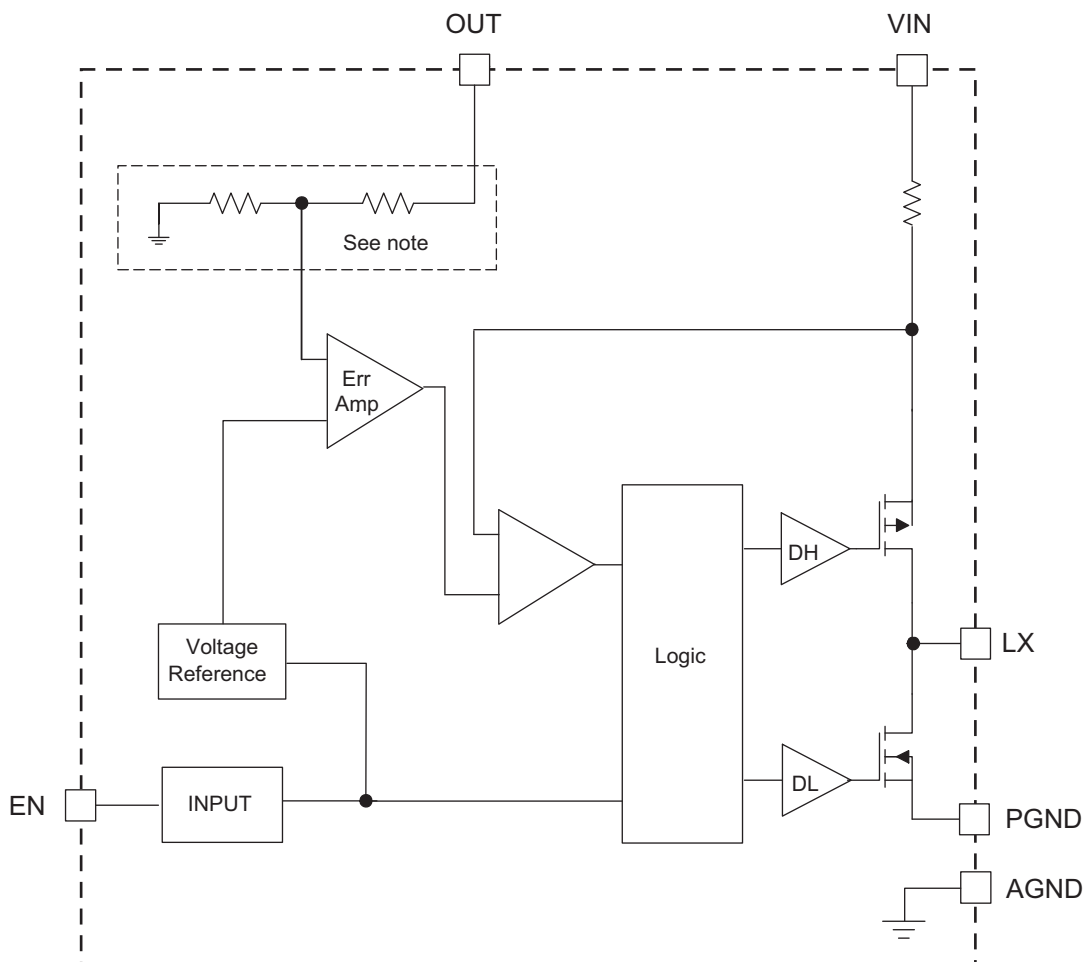 OUT
VIN
See note
Err
Amp
DH
Voltage
Reference
Logic
LX
EN
INPUT
DL
PGND
AGND